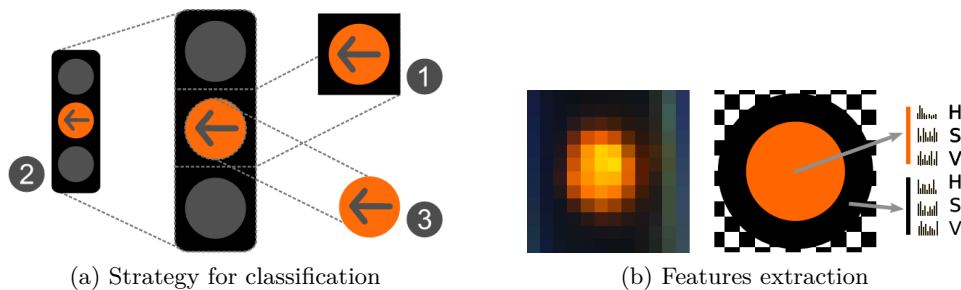 1
2
3
H
S
V
H
S
V
(a) Strategy for classification
(b) Features extraction